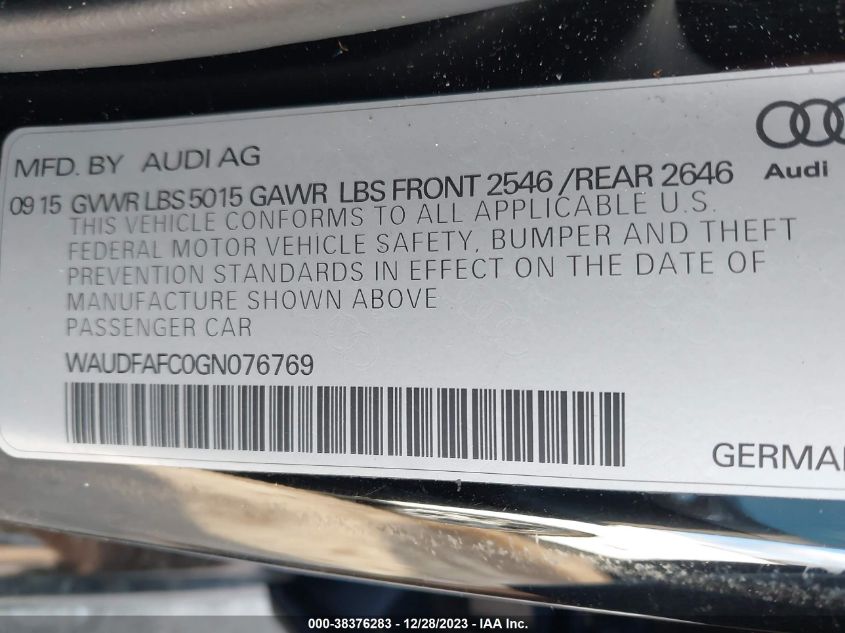 MFD. BY AUDI AG
Audi
09 15 GVWR LBS 5015 GAWR LBS FRONT 2546 /REAR 2646
THIS VEHICLE CONFORMS TO ALL APPLICABLE U.S.
FEDERAL MOTOR VEHICLE SAFETY, BUMPER AND THEFT
PREVENTION STANDARDS IN EFFECT ON THE DATE OF
MANUFACTURE SHOWN ABOVE
PASSENGER CAR
WAUDFAFC0GN076769
GERMA
000-38376283 - 12/28/2023 - IAA Inc.